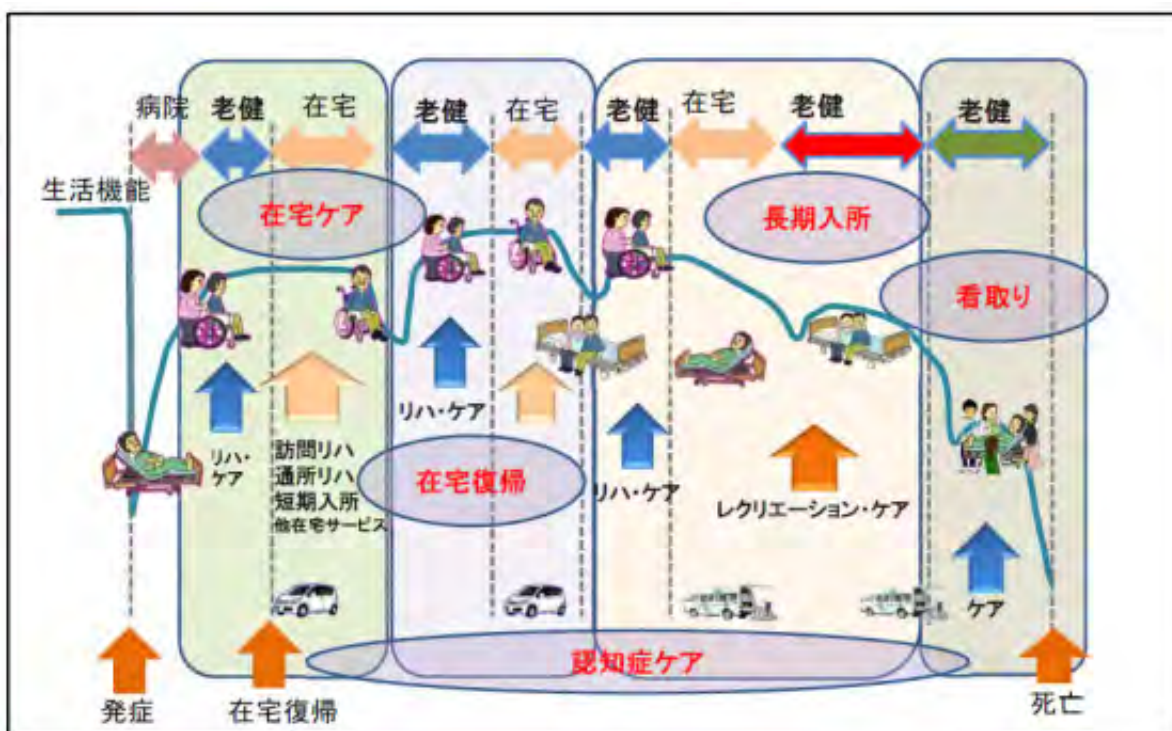 病院
老健
在宅
老健
在宅
老健
在宅
老健
老健
生活機能
在宅ケア
長期入所
看取り
リハ・ケア
リハ・
ケア
訪問リハ
通所リハ
短期入所
他在宅サービス
在宅復帰
リハ・ケア
レクリエーション・ケア
ケア
認知症ケア
発症
在宅復帰
死亡